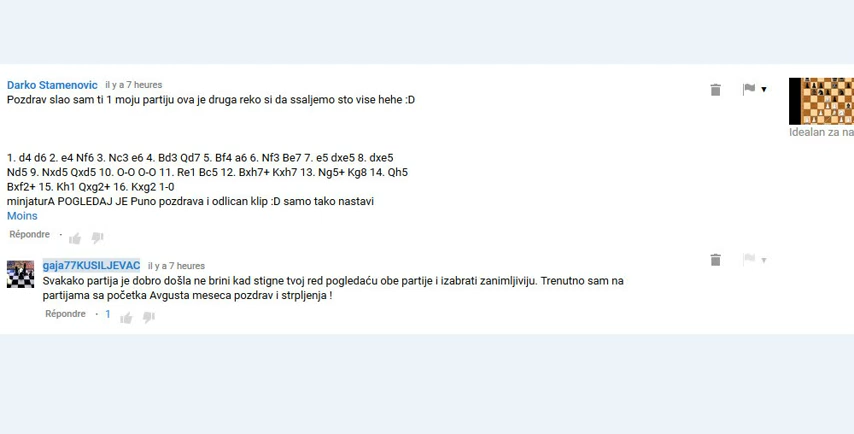 Darko Stamenovic il y a 7 heures
Pozdrav slao sam ti 1 moju partiju ova je druga reko si da ssaljemo sto vise hehe :D
Idealan za na
1. d4 d6 2. e4 Nf6 3. Nc3 e6 4. Bd3 Qd7 5. Bf4 a6 6. Nf3 Be7 7. e5 dxe5 8. dxe5
Nd5 9. Nxd5 Qxd5 10. O-O O-O 11. Re1 Bc5 12. Bxh7+ Kxh7 13. Ng5+ Kg8 14. Qh5
Bxf2+ 15. Kh1 Qxg2+ 16. Kxg2 1-0
minjaturA POGLEDAJ JE Puno pozdrava i odlican klip :D samo tako nastavi
Moins
Répondre ·
gaja77KUSILJEVAC il y a 7 heures
Svakako partija je dobro došla ne brini kad stigne tvoj red pogledaću obe partije i izabrati zanimljiviju. Trenutno sam na
partijama sa početka Avgusta meseca pozdrav i strpljenja !
Répondre · 1